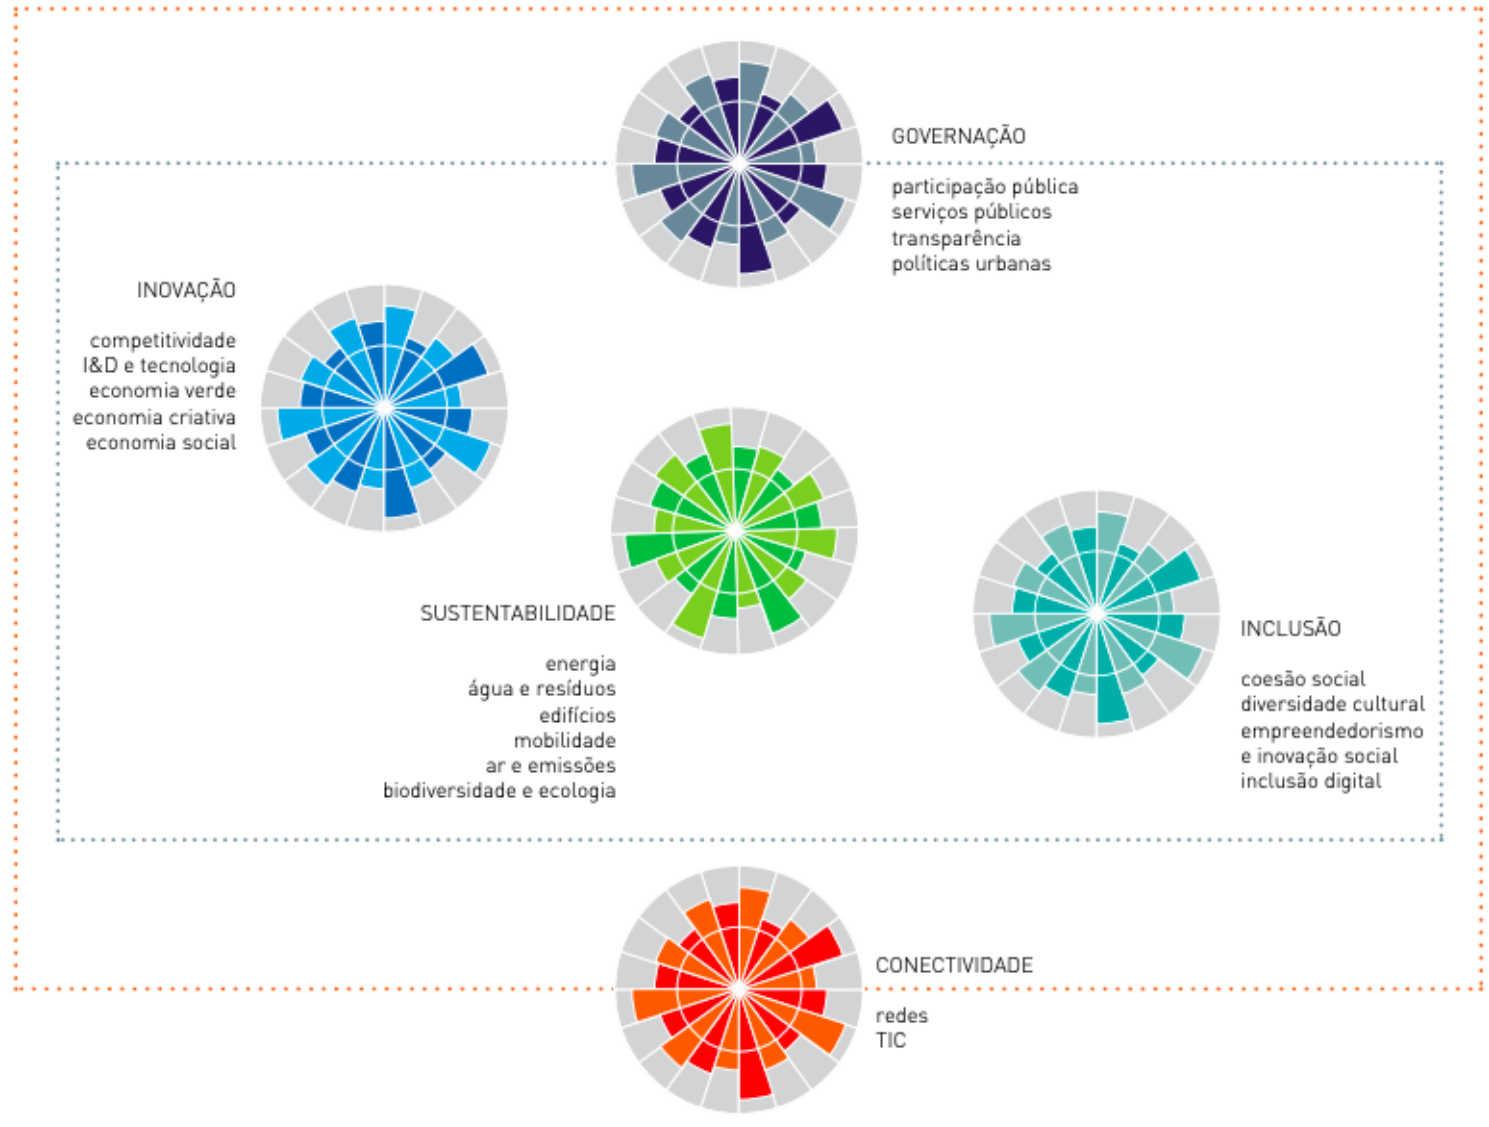 GOVERNAÇÃO
participação pública
serviços públicos
transparência
políticas urbanas
INOVAÇÃO
competitividade
I&D e tecnologia
economia verde
economia criativa
economia social
SUSTENTABILIDADE
energia
água e resíduos
edifícios
mobilidade
ar e emissões
biodiversidade e ecologia
INCLUSÃO
coesão social
diversidade cultural
empreendedorismo
e inovação social
inclusão digital
CONECTIVIDADE
redes
TIC